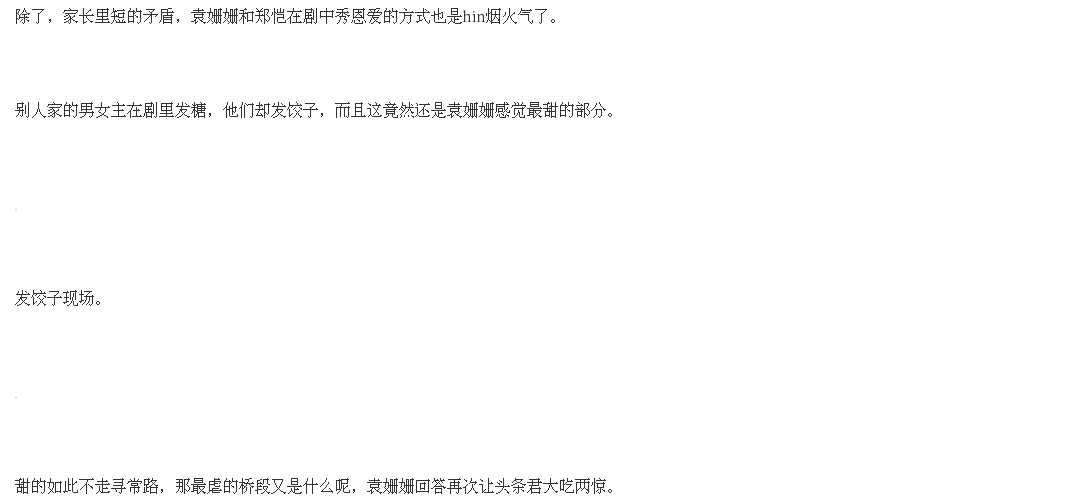 除了，家长里短的矛盾，袁姗姗和郑恺在剧中秀恩爱的方式也是hin烟火气了。
别人家的男女主在剧里发糖，他们却发饺子，而且这竟然还是袁姗姗感觉最甜的部分。
发饺子现场。
甜的如此不走寻常路，那最虐的桥段又是什么呢，袁姗姗回答再次让头条君大吃两惊。